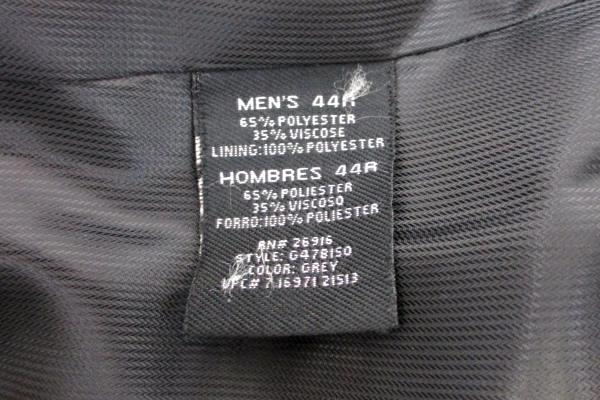 MEN'S 44R
65% POLYESTER
35% VISCOSE
LINING:100% POLYESTER
HOMBRES 44R
65% POLIESTER
35% VISCOSO
FORRO:100% POLIESTER
RN# 26916
STYLE: G478150
COLOR: GREY
UPC# 7 16971 21513